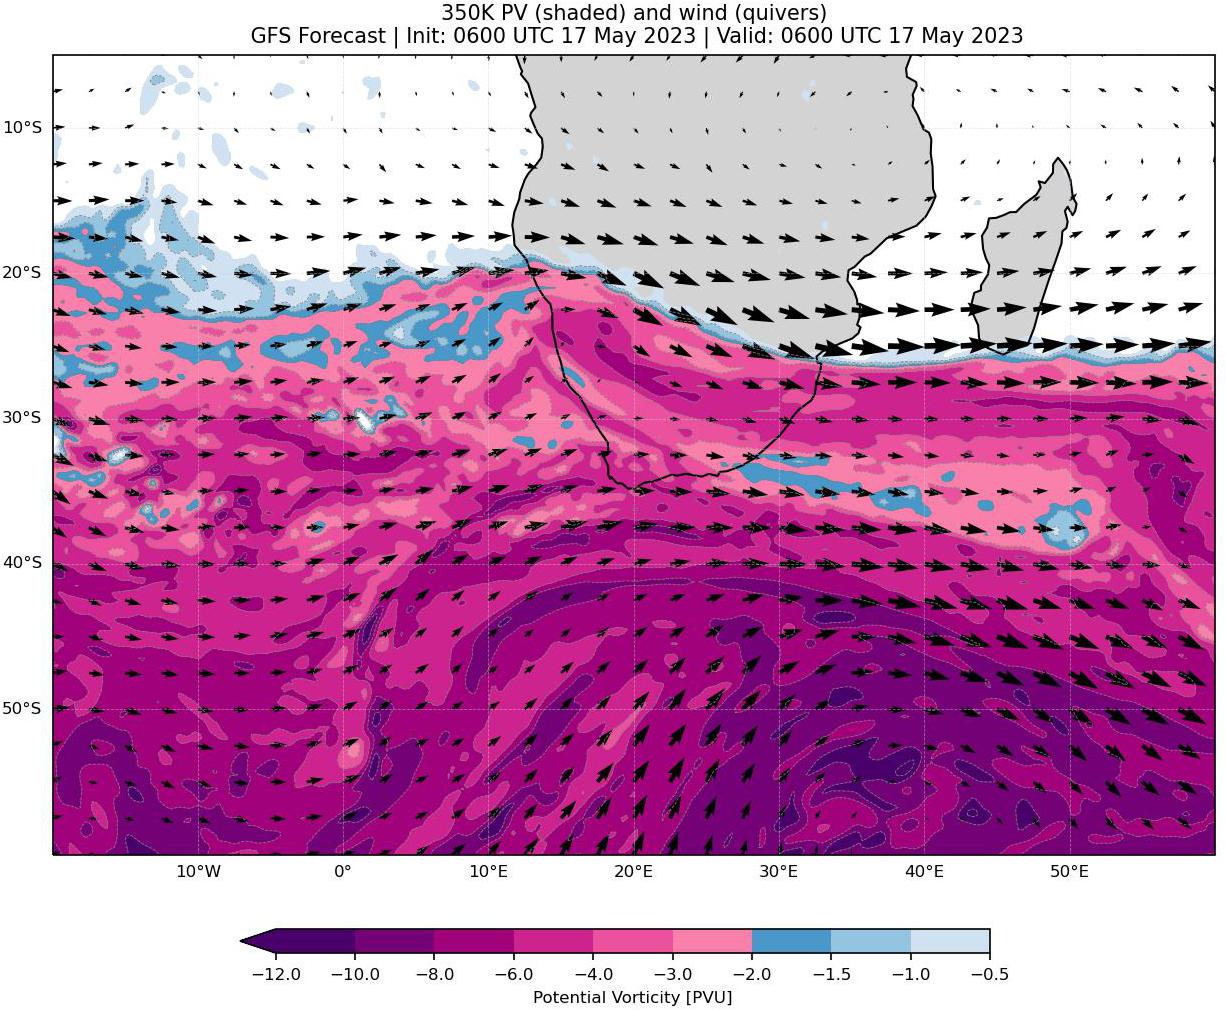 350K PV (shaded) and wind (quivers)
GFS Forecast | Init: 0600 UTC 17 May 2023 | Valid: 0600 UTC 17 May 2023
10°S
20°S
30°S
40°S
50°S
10°W 0° 10°E 20°E 30°E 40°E 50°E
−12.0 −10.0 −8.0 −6.0 −4.0 −3.0 −2.0 −1.5 −1.0 −0.5
Potential Vorticity [PVU]